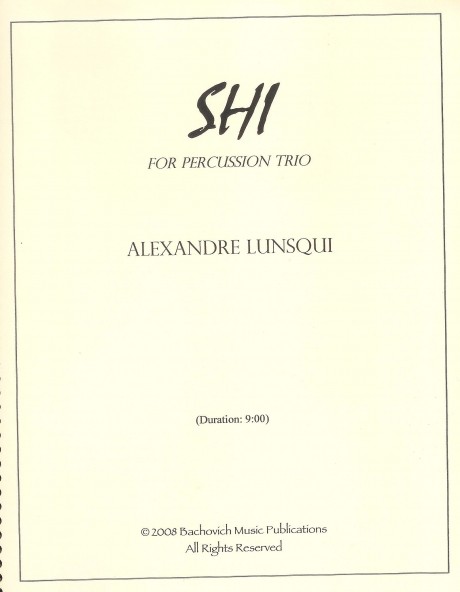 SHI
FOR PERCUSSION TRIO
ALEXANDRE LUNSQUI
(Duration: 9:00)
© 2008 Bachovich Music Publications
All Rights Reserved